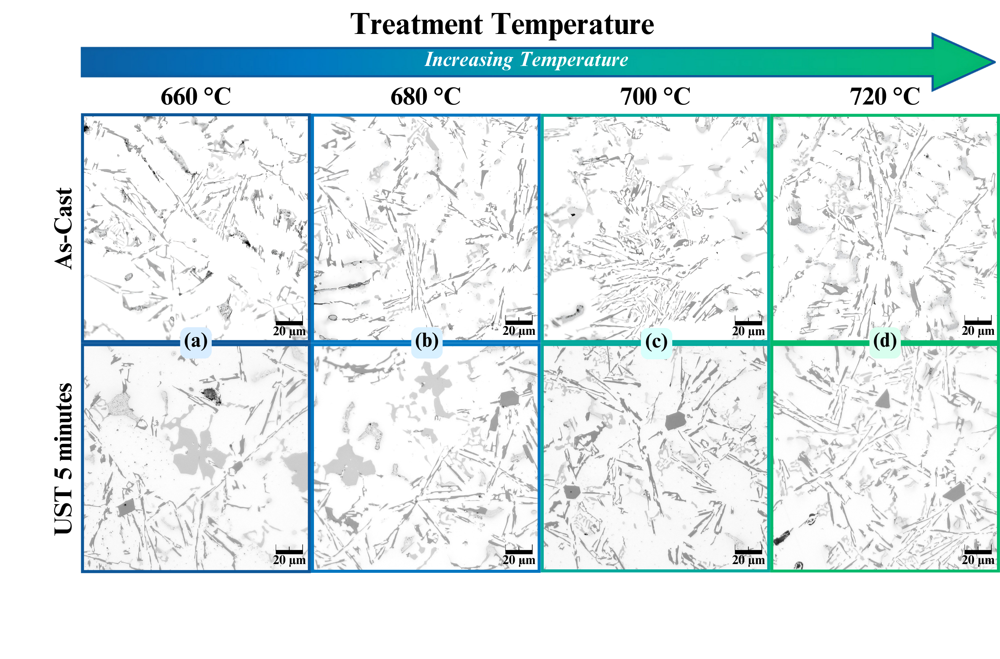 Treatment Temperature
Increasing Temperature
660 °C
680 °C
700 °C
720 °C
As-Cast
20 µm
20 µm
20 µm
20 µm
(a)
(b)
(c)
(d)
UST 5 minutes
20 µm
20 µm
20 µm
20 µm